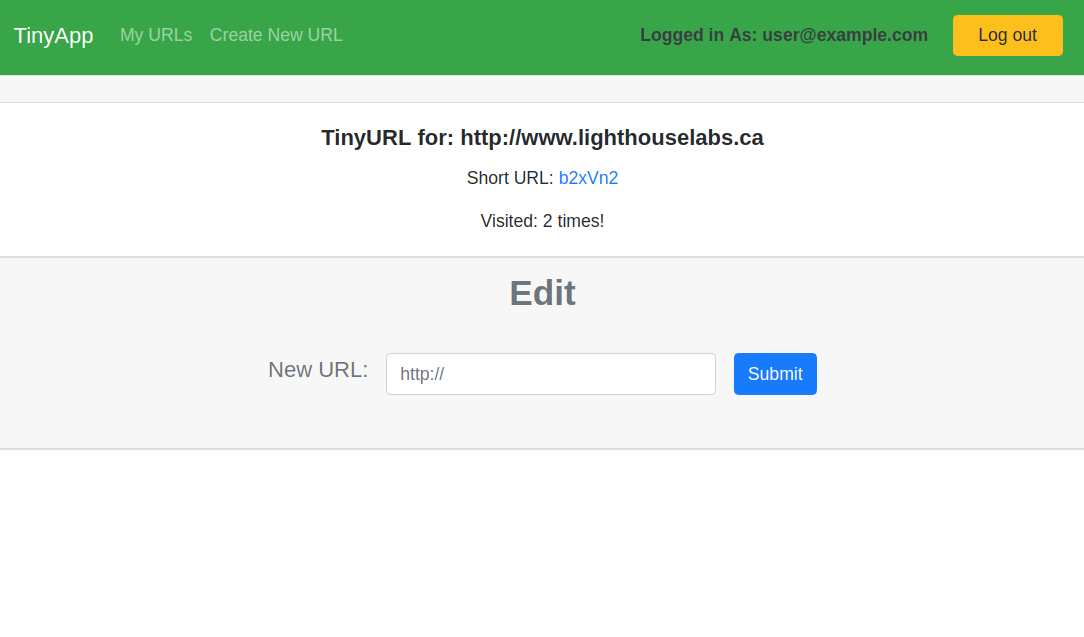 TinyApp My URLs Create New URL Logged in As: user@example.com Log out
TinyURL for: http://www.lighthouselabs.ca
Short URL: b2xVn2
Visited: 2 times!
Edit
New URL: http:// Submit